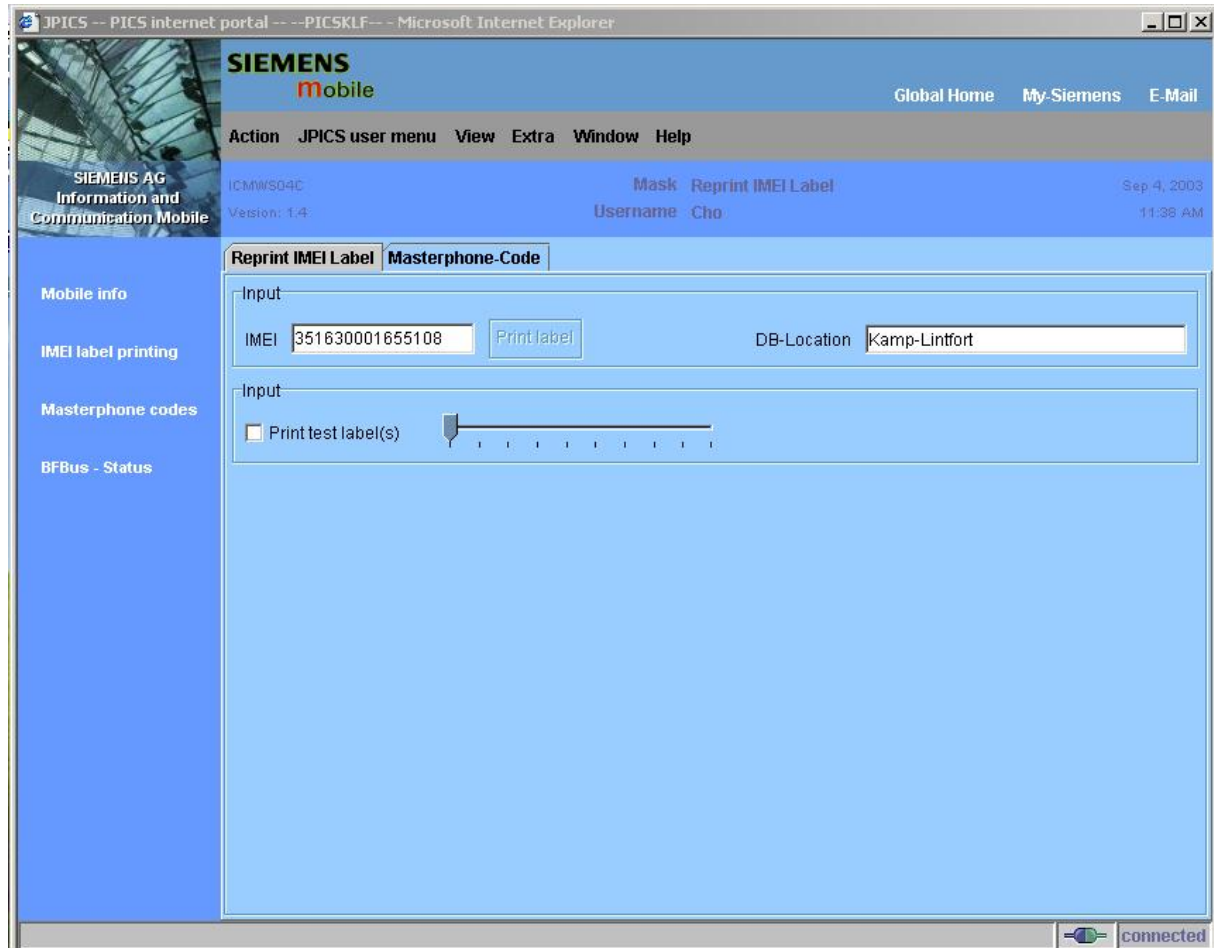 JPICS -- PICS internet portal -- --PICSKLF-- - Microsoft Internet Explorer
SIEMENS
mobile
Global Home My-Siemens E-Mail
Action JPICS user menu View Extra Window Help
SIEMENS AG
Information and
Communication Mobile
ICMWS04C Mask Reprint IMEI Label Sep 4, 2003
Version: 1.4 Username Cho 11:38 AM
Reprint IMEI Label Masterphone-Code
Mobile info
IMEI label printing
Masterphone codes
BFBus - Status
Input
IMEI 351630001655108 Print label DB-Location Kamp-Lintfort
Input
Print test label(s)
connected